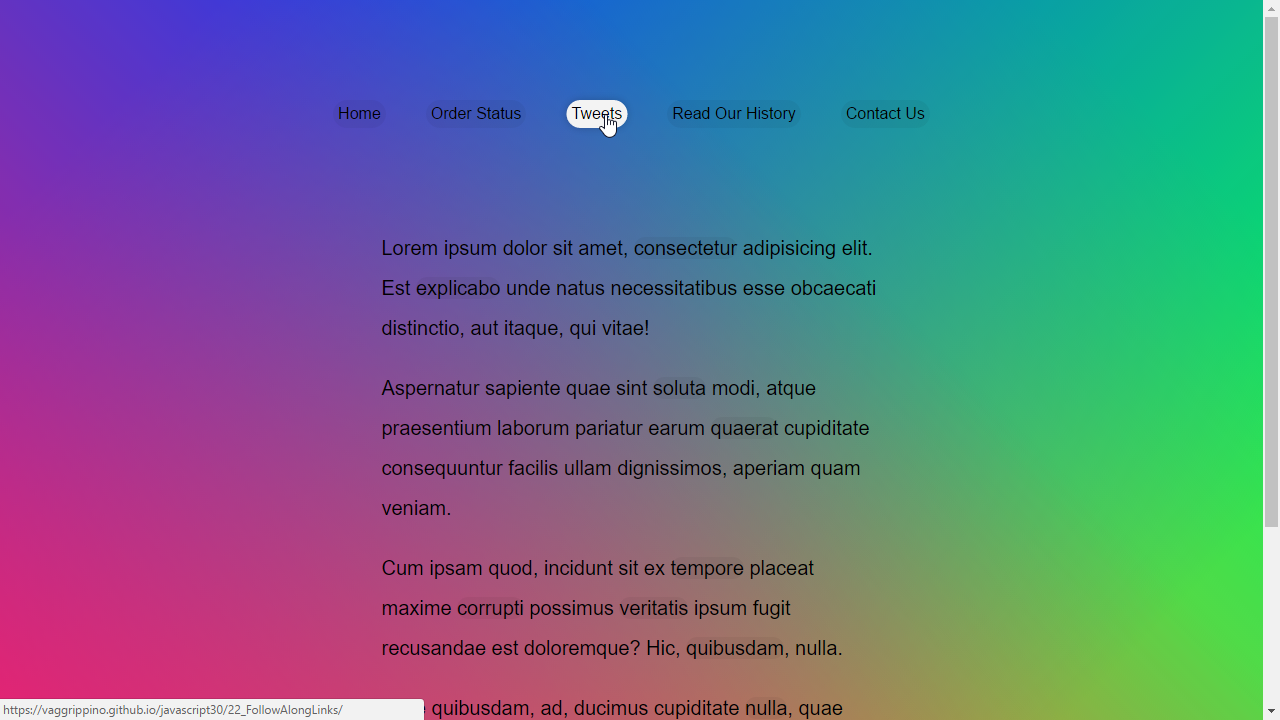 Home Order Status Tweets Read Our History Contact Us
Lorem ipsum dolor sit amet, consectetur adipisicing elit.
Est explicabo unde natus necessitatibus esse obcaecati
distinctio, aut itaque, qui vitae!
Aspernatur sapiente quae sint soluta modi, atque
praesentium laborum pariatur earum quaerat cupiditate
consequuntur facilis ullam dignissimos, aperiam quam
veniam.
Cum ipsam quod, incidunt sit ex tempore placeat
maxime corrupti possimus veritatis ipsum fugit
recusandae est doloremque? Hic, quibusdam, nulla.
quibusdam, ad, ducimus cupiditate nulla, quae
https://vaggrippino.github.io/javascript30/22_FollowAlongLinks/